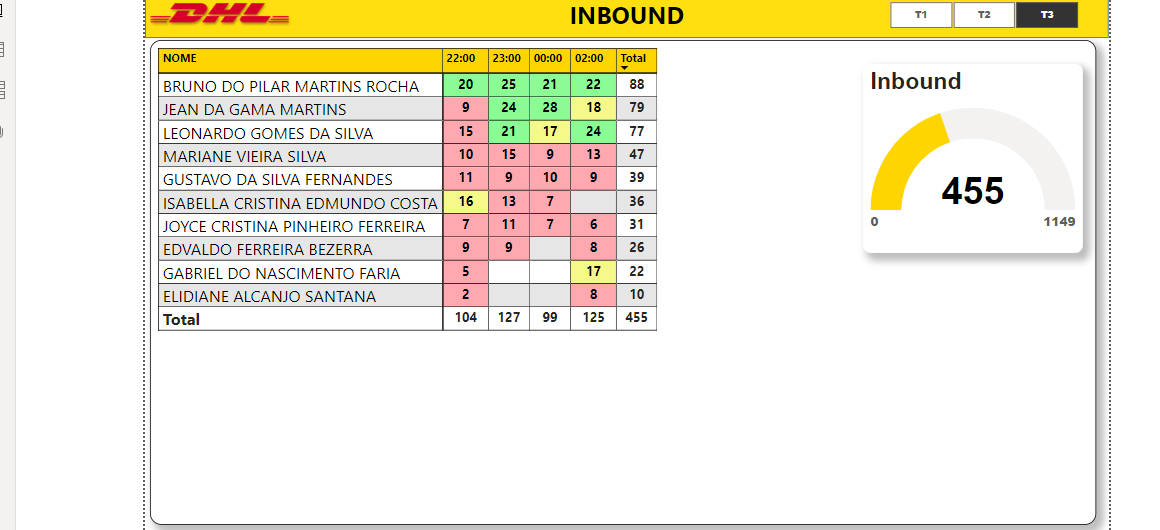 DHL INBOUND T1 T2 T3
NOME 22:00 23:00 00:00 02:00 Total
BRUNO DO PILAR MARTINS ROCHA 20 25 21 22 88
JEAN DA GAMA MARTINS 9 24 28 18 79
LEONARDO GOMES DA SILVA 15 21 17 24 77
MARIANE VIEIRA SILVA 10 15 9 13 47
GUSTAVO DA SILVA FERNANDES 11 9 10 9 39
ISABELLA CRISTINA EDMUNDO COSTA 16 13 7 36
JOYCE CRISTINA PINHEIRO FERREIRA 7 11 7 6 31
EDVALDO FERREIRA BEZERRA 9 9 8 26
GABRIEL DO NASCIMENTO FARIA 5 17 22
ELIDIANE ALCANJO SANTANA 2 8 10
Total 104 127 99 125 455
Inbound
455
0 1149